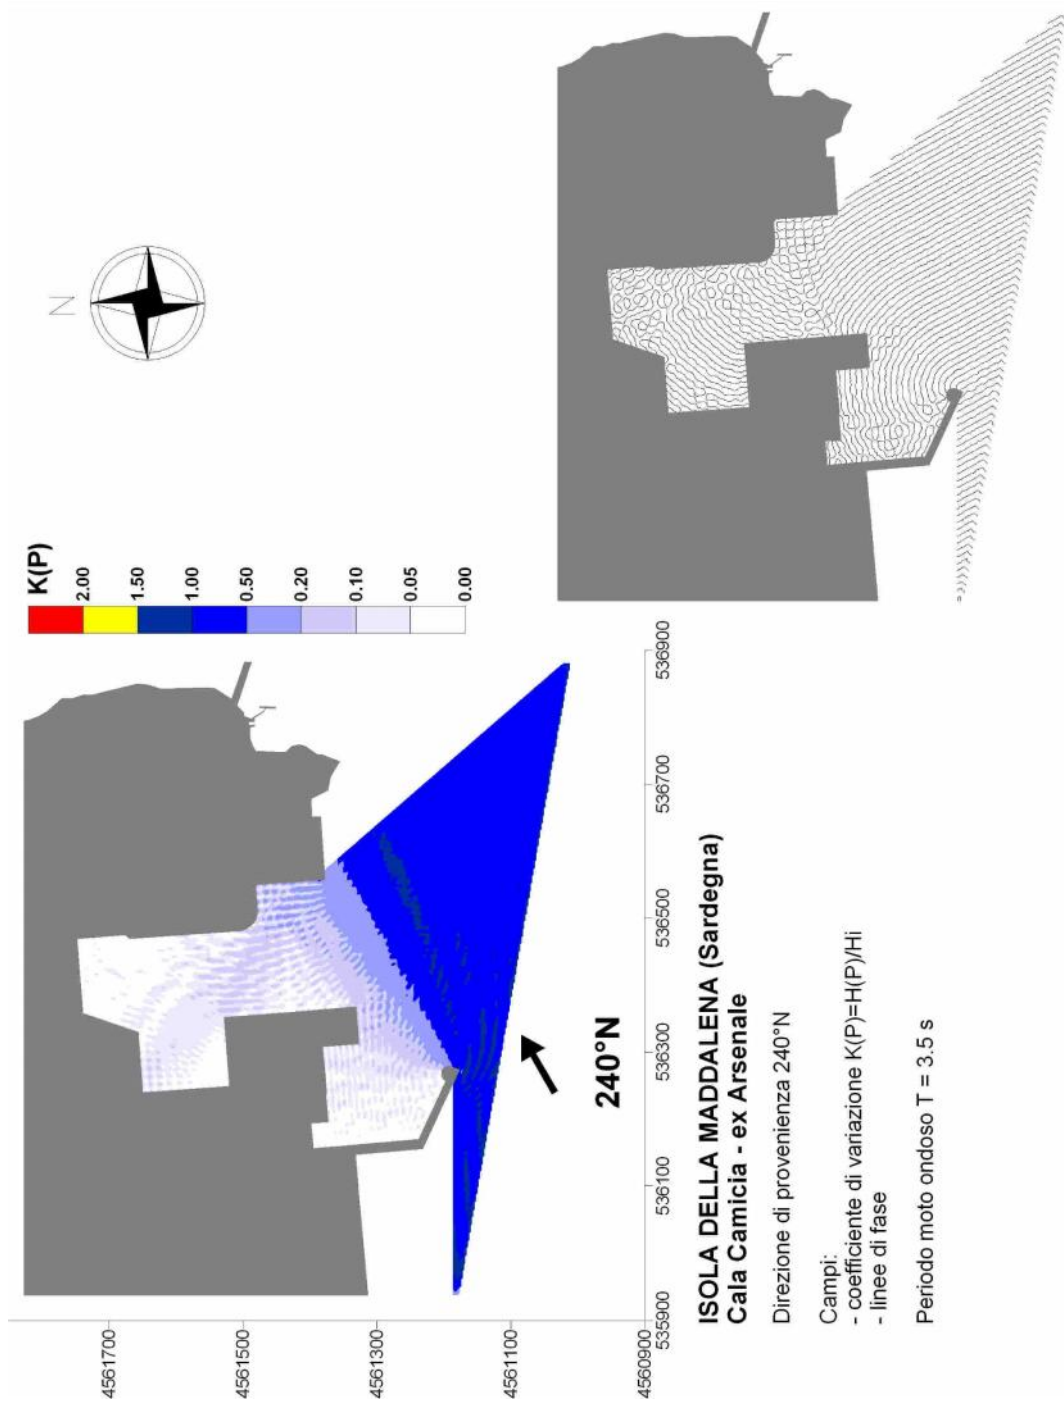 N
K(P)
2.00
1.50
1.00
0.50
0.20
0.10
0.05
0.00
4561700
4561500
4561300
4561100
4560900
535900
536100
536300
536500
536700
536900
240°N
ISOLA DELLA MADDALENA (Sardegna)
Cala Camicia - ex Arsenale
Direzione di provenienza 240°N
Campi:
- coefficiente di variazione K(P)=H(P)/Hi
- linee di fase
Periodo moto ondoso T = 3.5 s